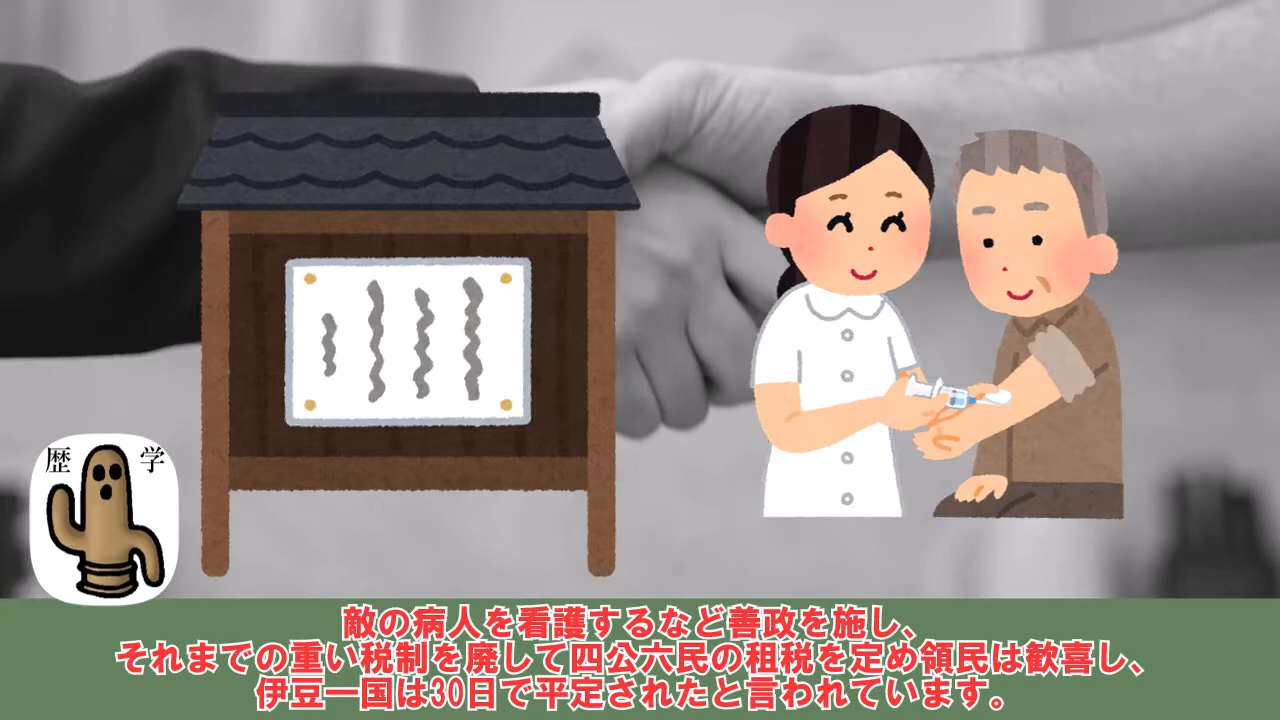 歴 学
敵の病人を看護するなど善政を施し、
それまでの重い税制を廃して四公六民の租税を定め領民は歓喜し、
伊豆一国は30日で平定されたと言われています。